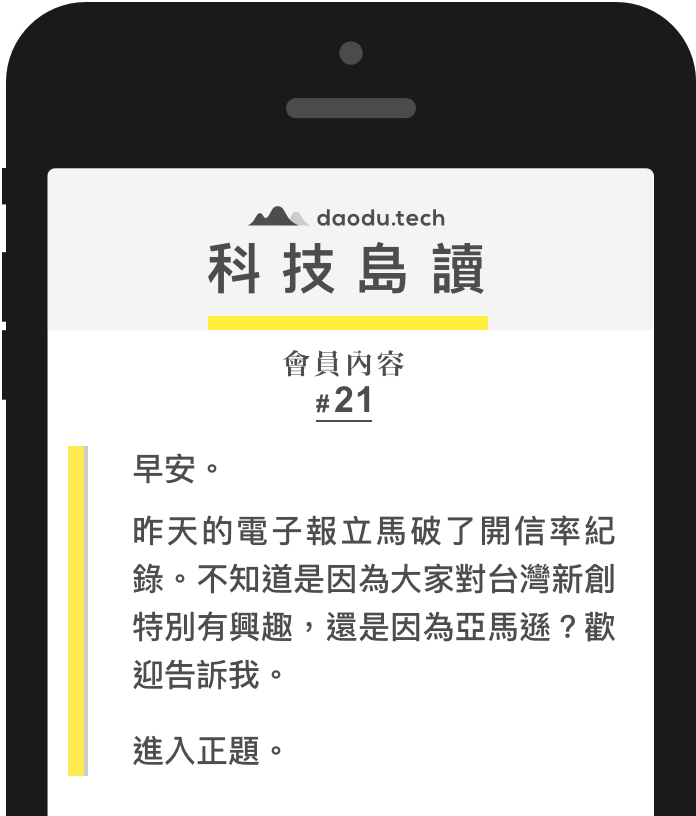 daodu.tech
科技島讀
會員內容
#21
早安。
昨天的電子報立馬破了開信率紀
錄。不知道是因為大家對台灣新創
特別有興趣，還是因為亞馬遜？歡
迎告訴我。
進入正題。